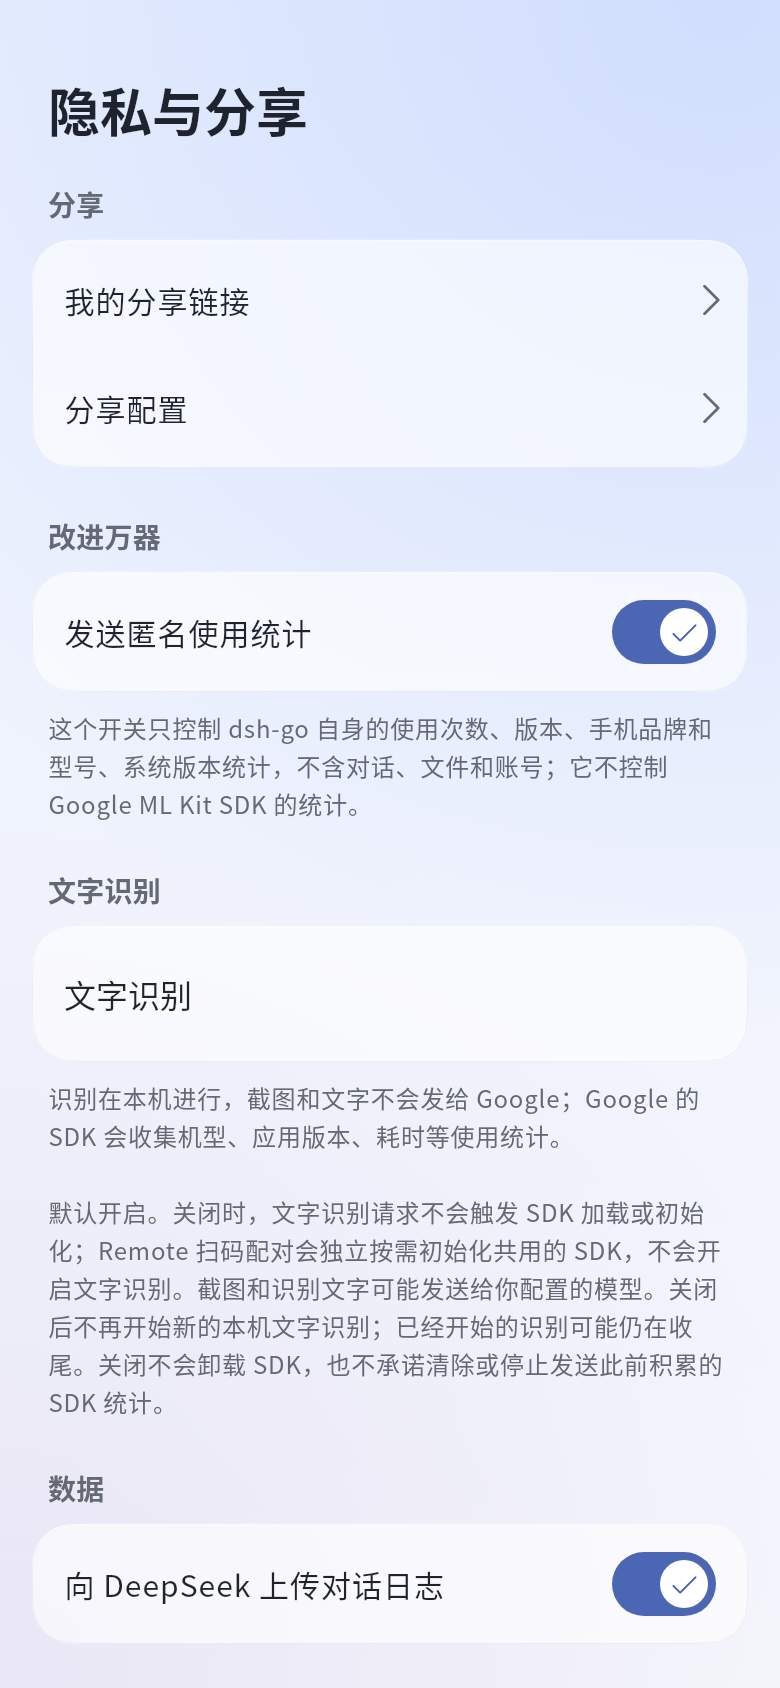 隐私与分享
分享
我的分享链接
分享配置
改进万器
发送匿名使用统计
这个开关只控制 dsh-go 自身的使用次数、版本、手机品牌和
型号、系统版本统计，不含对话、文件和账号；它不控制
Google ML Kit SDK 的统计。
文字识别
文字识别
识别在本机进行，截图和文字不会发给 Google；Google 的
SDK 会收集机型、应用版本、耗时等使用统计。
默认开启。关闭时，文字识别请求不会触发 SDK 加载或初始
化；Remote 扫码配对会独立按需初始化共用的 SDK，不会开
启文字识别。截图和识别文字可能发送给你配置的模型。关闭
后不再开始新的本机文字识别；已经开始的识别可能仍在收
尾。关闭不会卸载 SDK，也不承诺清除或停止发送此前积累的
SDK 统计。
数据
向 DeepSeek 上传对话日志